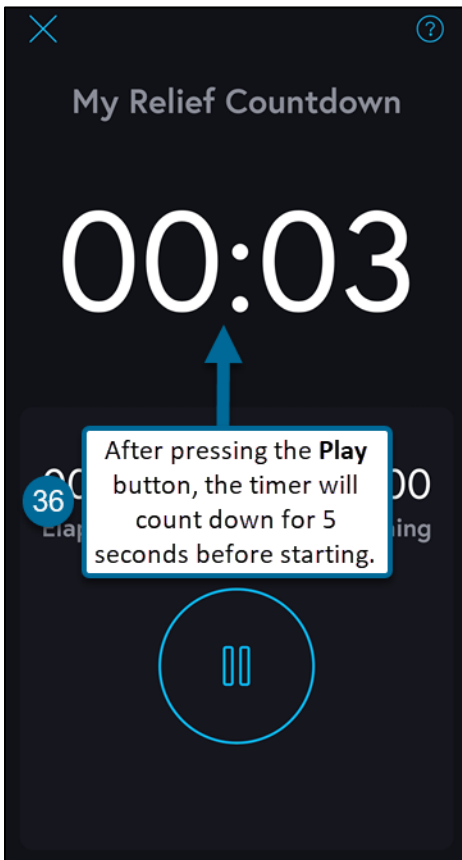 ?
My Relief Countdown
00:03
After pressing the Play
button, the timer will
count down for 5
seconds before starting.
36